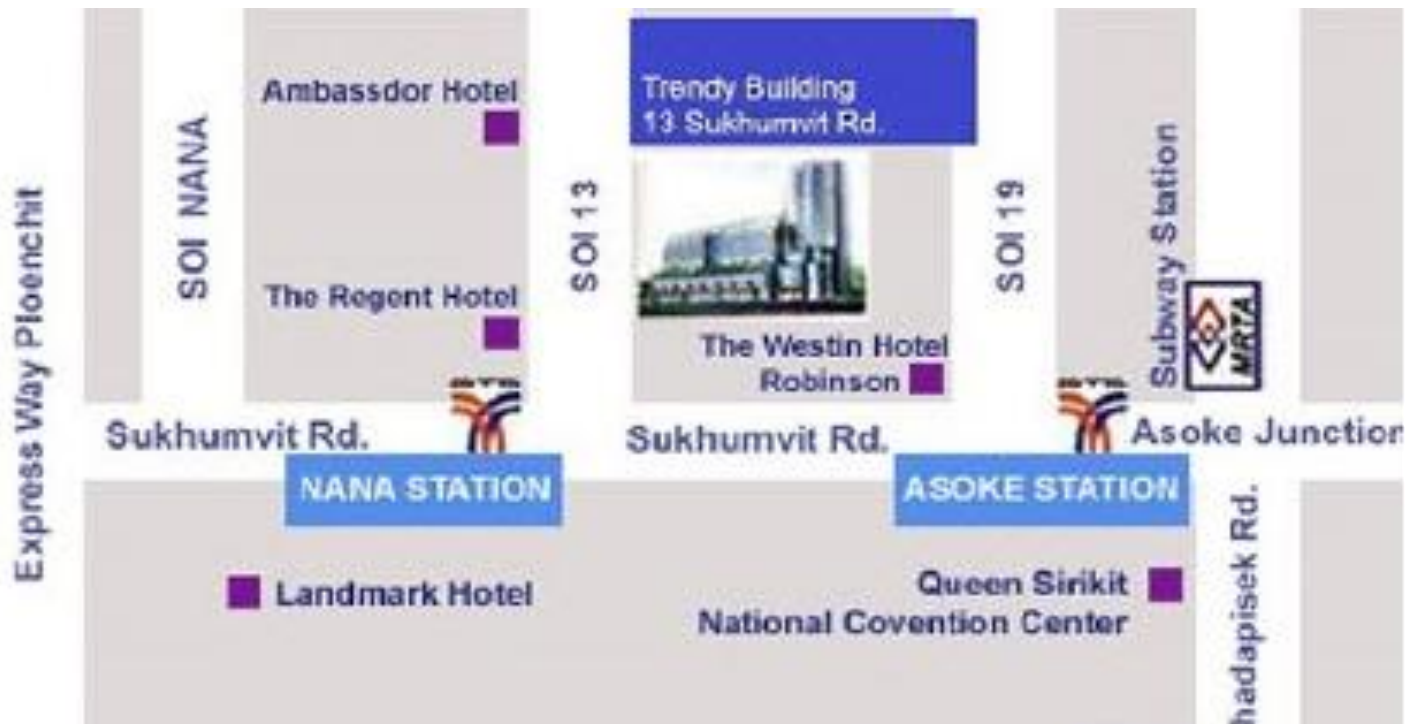 Ambassdor Hotel
Trendy Building
13 Sukhumvit Rd.
Express Way Ploenchit
SOI NANA
SOI 13
SOI 19
Subway Station
MRTA
The Regent Hotel
The Westin Hotel
Robinson
Sukhumvit Rd.
Sukhumvit Rd.
Asoke Junction
NANA STATION
ASOKE STATION
Landmark Hotel
Queen Sirikit
National Covention Center
hadapisek Rd.